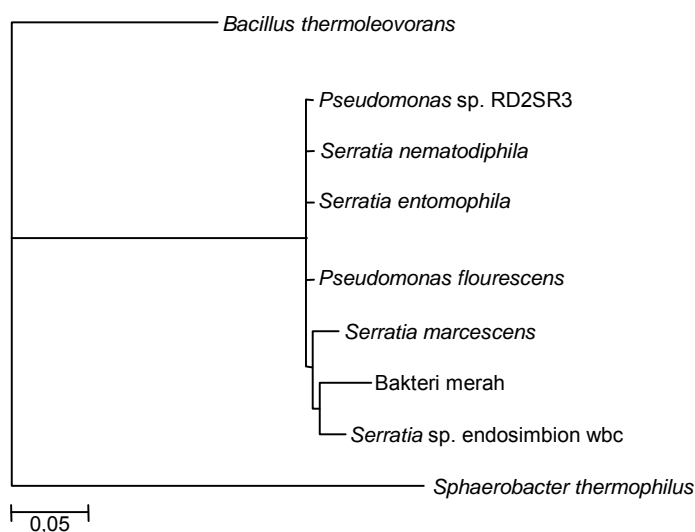 Bacillus thermoleovorans
Pseudomonas sp. RD2SR3
Serratia nematodiphila
Serratia entomophila
Pseudomonas flourescens
Serratia marcescens
Bakteri merah
Serratia sp. endosimbion wbc
Sphaerobacter thermophilus
0,05